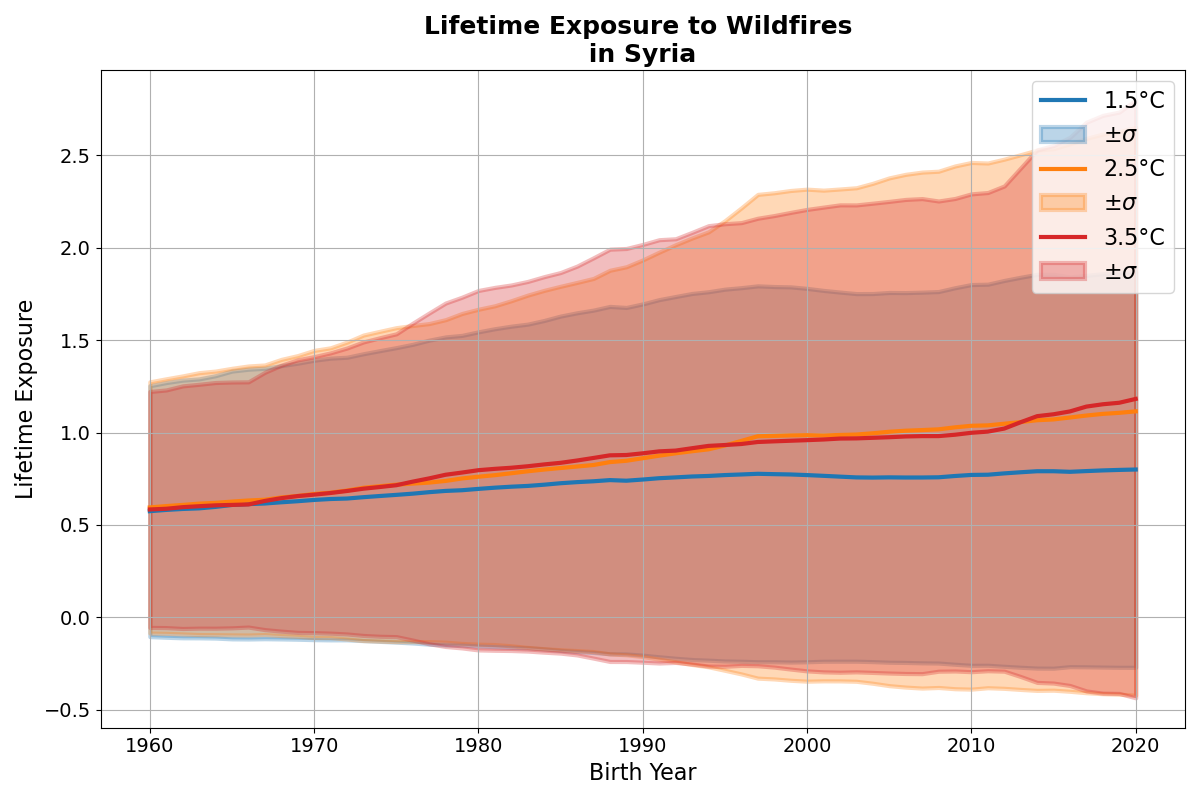 Lifetime Exposure to Wildfires
in Syria
1.5°C
±σ
2.5°C
±σ
3.5°C
±σ
Lifetime Exposure
2.5
2.0
1.5
1.0
0.5
0.0
−0.5
1960
1970
1980
1990
2000
2010
2020
Birth Year